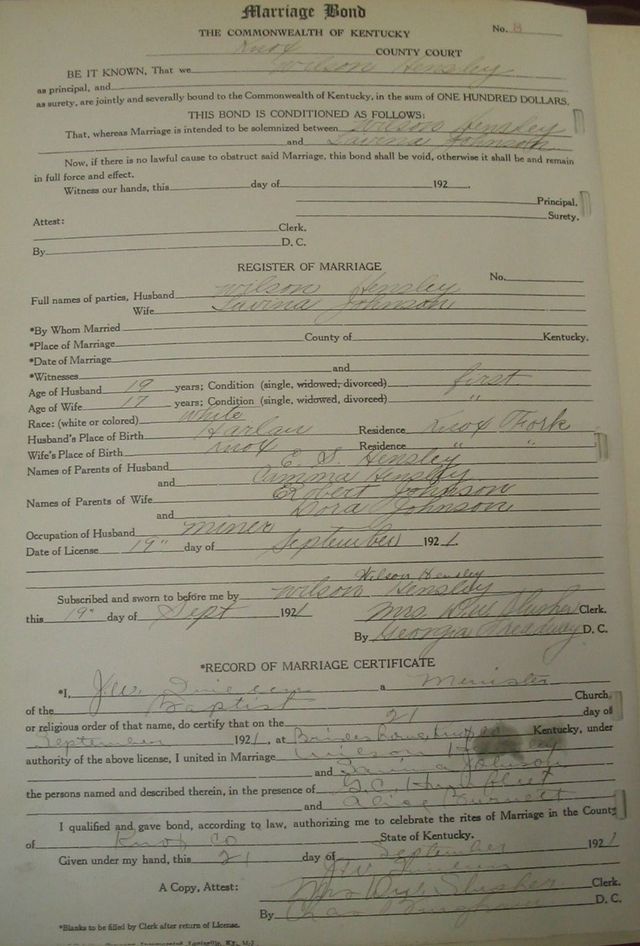 Marriage Bond
THE COMMONWEALTH OF KENTUCKY
No. 8
Knox COUNTY COURT
BE IT KNOWN, That we Wilson Hensley
as principal, and
as surety, are jointly and severally bound to the Commonwealth of Kentucky, in the sum of ONE HUNDRED DOLLARS.
THIS BOND IS CONDITIONED AS FOLLOWS:
That, whereas Marriage is intended to be solemnized between Wilson Hensley
and Lavina Johnson
Now, if there is no lawful cause to obstruct said Marriage, this bond shall be void, otherwise it shall be and remain
in full force and effect.
Witness our hands, this day of 192 .
Principal.
Surety.
Attest:
Clerk.
By D. C.
REGISTER OF MARRIAGE
No.
Full names of parties, Husband Wilson Hensley
Wife Lavina Johnson
*By Whom Married
*Place of Marriage County of Kentucky.
*Date of Marriage
*Witnesses and
Age of Husband 19 years; Condition (single, widowed, divorced) first
Age of Wife 17 years; Condition (single, widowed, divorced) "
Race: (white or colored) white
Husband's Place of Birth Harlan Residence Knox Fork
Wife's Place of Birth Knox Residence " "
Names of Parents of Husband E. S. Hensley
and Emma Hensley
Names of Parents of Wife Robert Johnson
and Dora Johnson
Occupation of Husband miner
Date of License 19" day of September 1921.
Wilson Hensley
Subscribed and sworn to before me by Wilson Hensley
this 19" day of Sept 1921 Mrs Slusher Clerk.
By Georgia Treadway D. C.
*RECORD OF MARRIAGE CERTIFICATE
*I, a Menister
of the Baptist Church,
or religious order of that name, do certify that on the 21 day of
September 1921, at Kentucky, under
authority of the above license, I united in Marriage Wilson Hensley
and Lavina Johnson
the persons named and described therein, in the presence of
and Alice Burnett
I qualified and gave bond, according to law, authorizing me to celebrate the rites of Marriage in the County
of Knox Co State of Kentucky.
Given under my hand, this 21 day of September 1921
A Copy, Attest: Mrs Slusher Clerk.
By Bingham D. C.
*Blanks to be filled by Clerk after return of License.